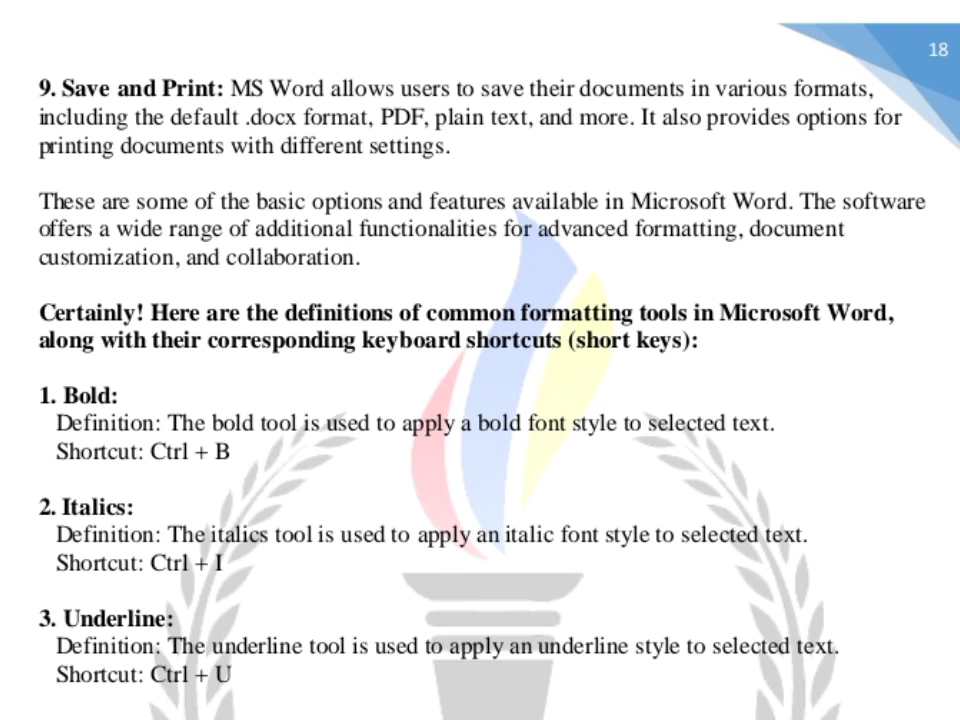 18
9. Save and Print: MS Word allows users to save their documents in various formats,
including the default .docx format, PDF, plain text, and more. It also provides options for
printing documents with different settings.
These are some of the basic options and features available in Microsoft Word. The software
offers a wide range of additional functionalities for advanced formatting, document
customization, and collaboration.
Certainly! Here are the definitions of common formatting tools in Microsoft Word,
along with their corresponding keyboard shortcuts (short keys):
1. Bold:
Definition: The bold tool is used to apply a bold font style to selected text.
Shortcut: Ctrl + B
2. Italics:
Definition: The italics tool is used to apply an italic font style to selected text.
Shortcut: Ctrl + I
3. Underline:
Definition: The underline tool is used to apply an underline style to selected text.
Shortcut: Ctrl + U